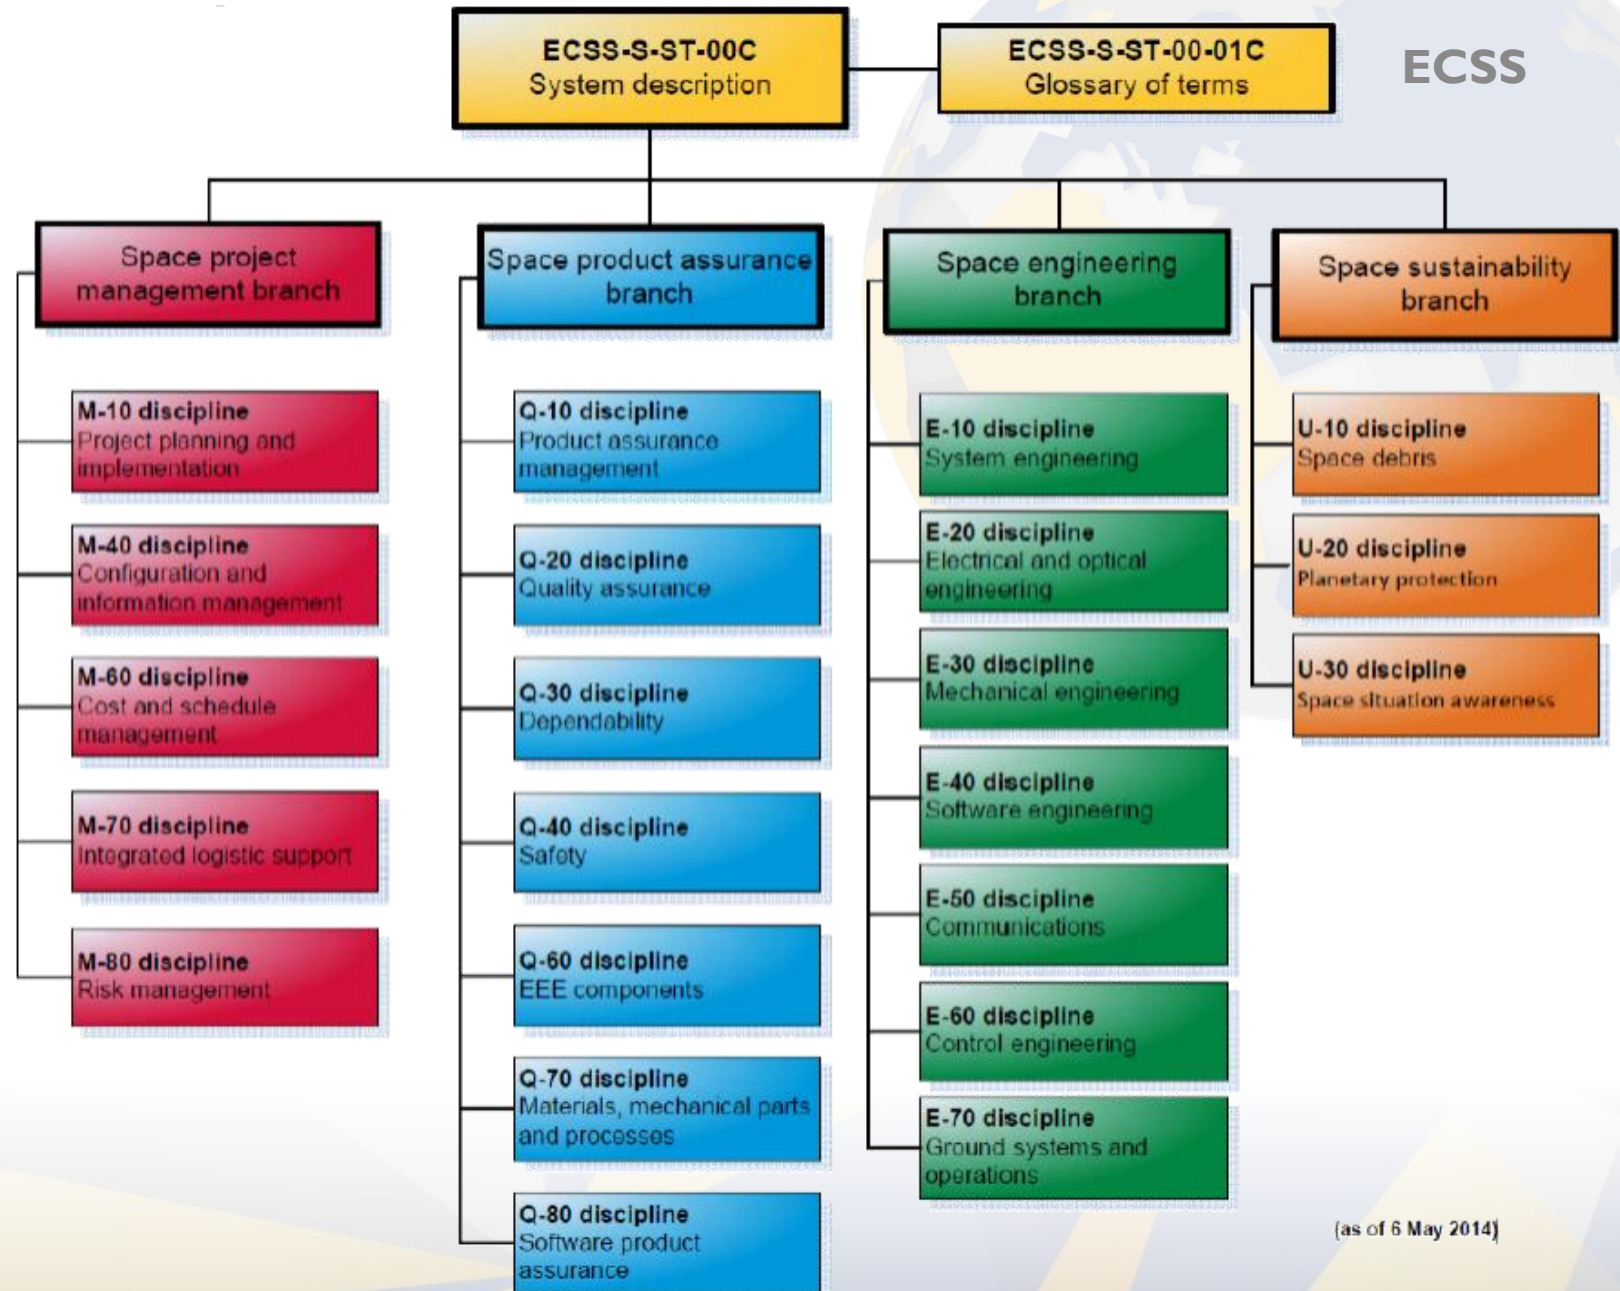 ECSS-S-ST-00C
System description
ECSS-S-ST-00-01C
Glossary of terms
ECSS
Space project
management branch
M-10 discipline
Project planning and
implementation
M-40 discipline
Configuration and
information management
M-60 discipline
Cost and schedule
management
M-70 discipline
Integrated logistic support
M-80 discipline
Risk management
Space product assurance
branch
Q-10 discipline
Product assurance
management
Q-20 discipline
Quality assurance
Q-30 discipline
Dependability
Q-40 discipline
Safety
Q-60 discipline
EEE components
Q-70 discipline
Materials, mechanical parts
and processes
Q-80 discipline
Software product
assurance
Space engineering
branch
E-10 discipline
System engineering
E-20 discipline
Electrical and optical
engineering
E-30 discipline
Mechanical engineering
E-40 discipline
Software engineering
E-50 discipline
Communications
E-60 discipline
Control engineering
E-70 discipline
Ground systems and
operations
Space sustainability
branch
U-10 discipline
Space debris
U-20 discipline
Planetary protection
U-30 discipline
Space situation awareness
(as of 6 May 2014)